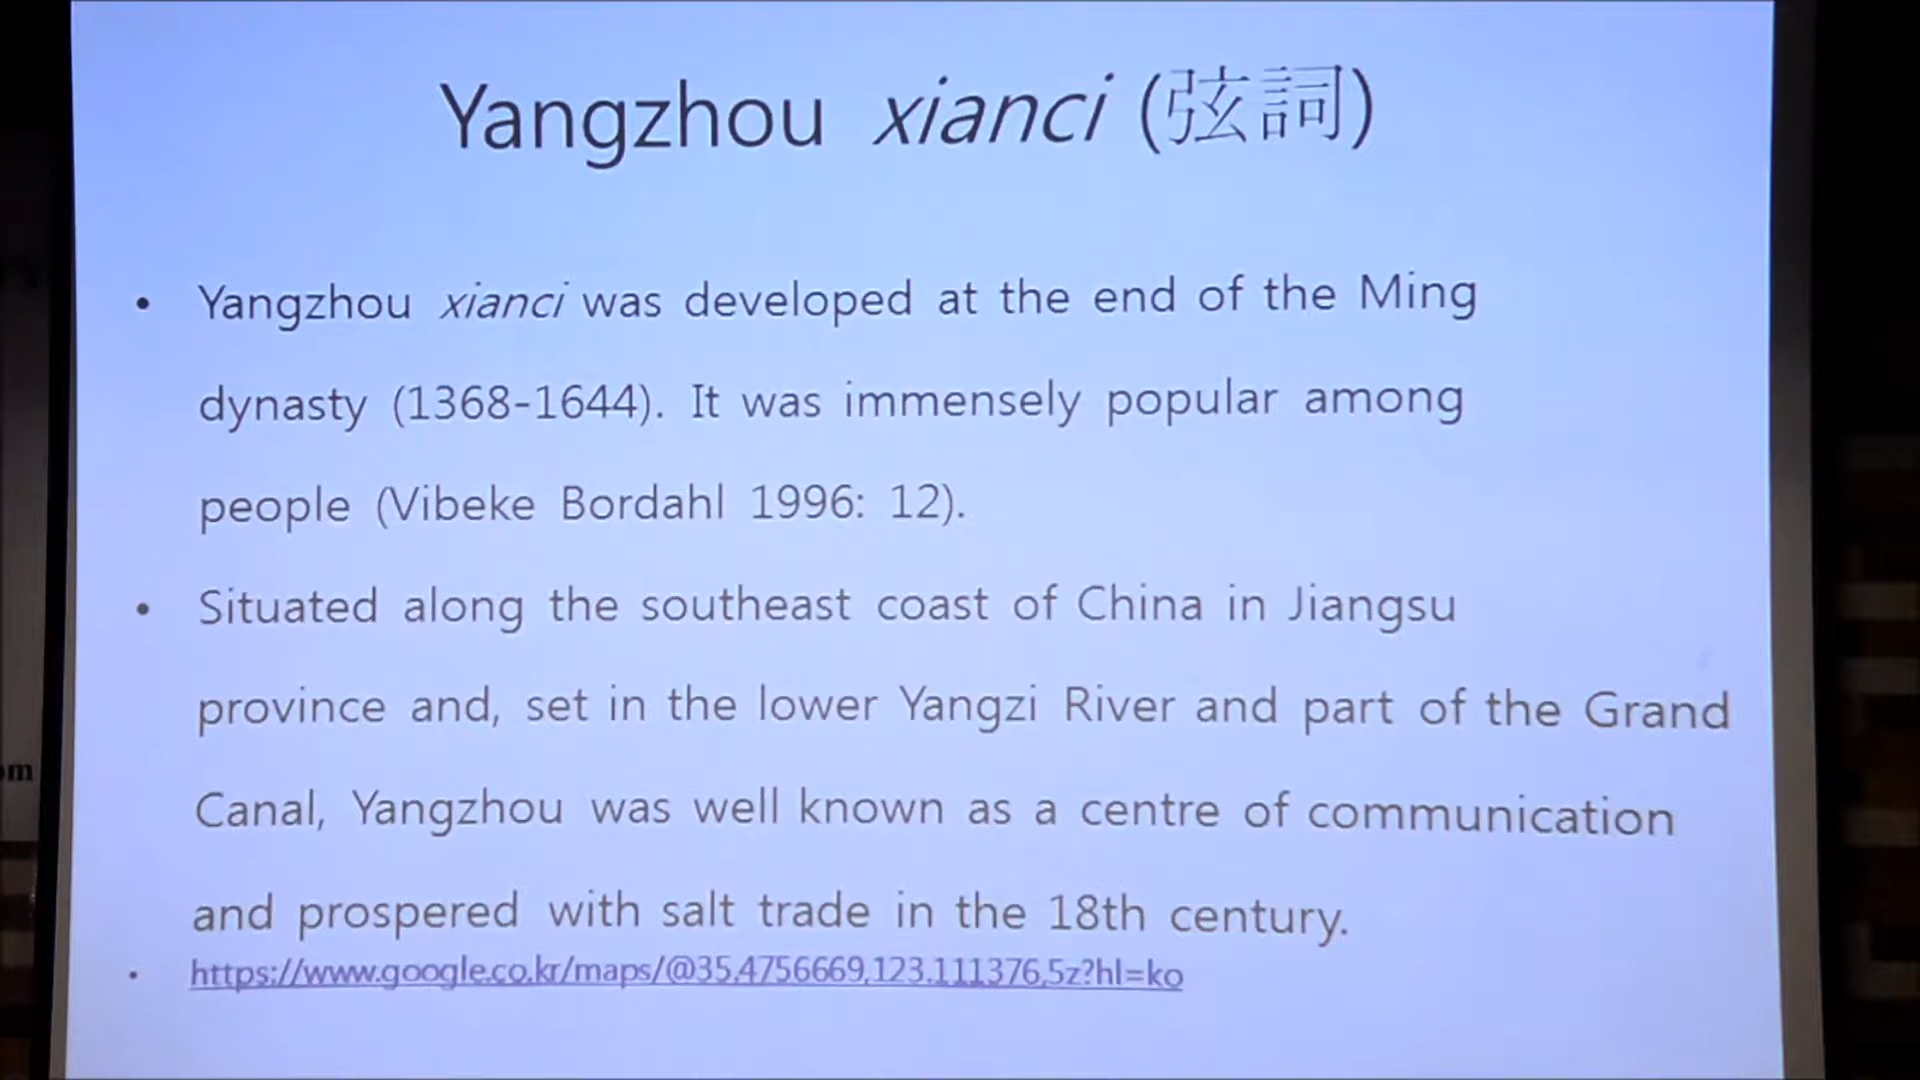 Yangzhou xianci (弦詞)
• Yangzhou xianci was developed at the end of the Ming
dynasty (1368-1644). It was immensely popular among
people (Vibeke Bordahl 1996: 12).
• Situated along the southeast coast of China in Jiangsu
province and, set in the lower Yangzi River and part of the Grand
Canal, Yangzhou was well known as a centre of communication
and prospered with salt trade in the 18th century.
• https://www.google.co.kr/maps/@35.4756669,123.111376,5z?hl=ko
om